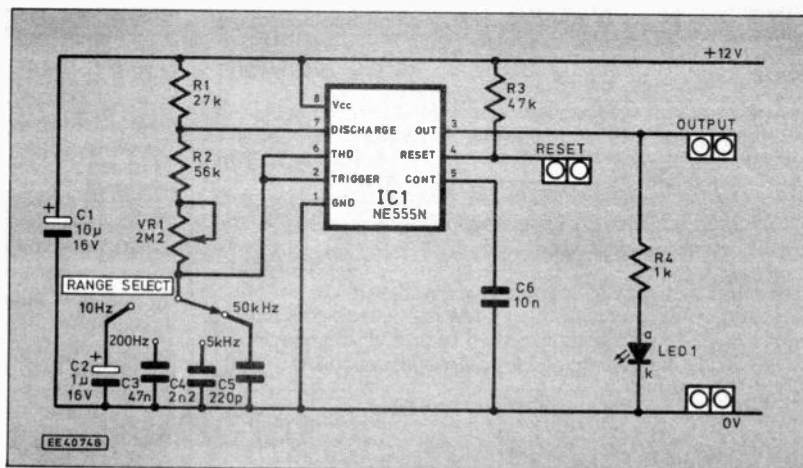 +12V
R1
27k
R2
56k
VR1
2M2
RANGE SELECT
10Hz
200Hz
5kHz
50kHz
+
C1
10µ
16V
+
C2
1µ
16V
C3
47n
C4
2n2
C5
220p
8
Vcc
7
DISCHARGE
6
THD
2
TRIGGER
1
GND
OUT
3
RESET
4
CONT
5
IC1
NE555N
R3
47k
RESET
OUTPUT
C6
10n
R4
1k
a
LED1
k
0V
EE4074G